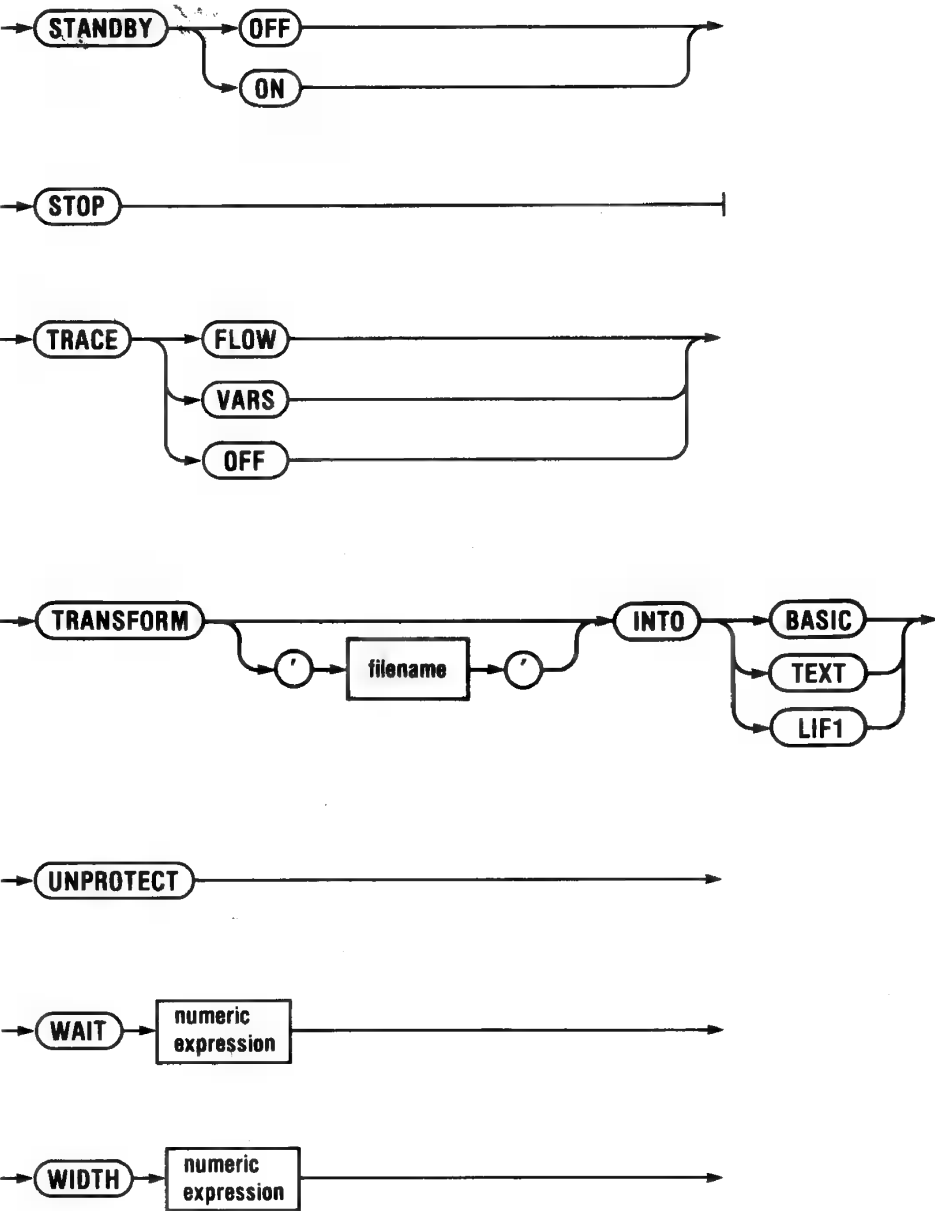 STANDBY OFF
ON
STOP
TRACE FLOW
VARS
OFF
TRANSFORM INTO BASIC
' filename ' TEXT
LIF1
UNPROTECT
WAIT numeric
expression
WIDTH numeric
expression